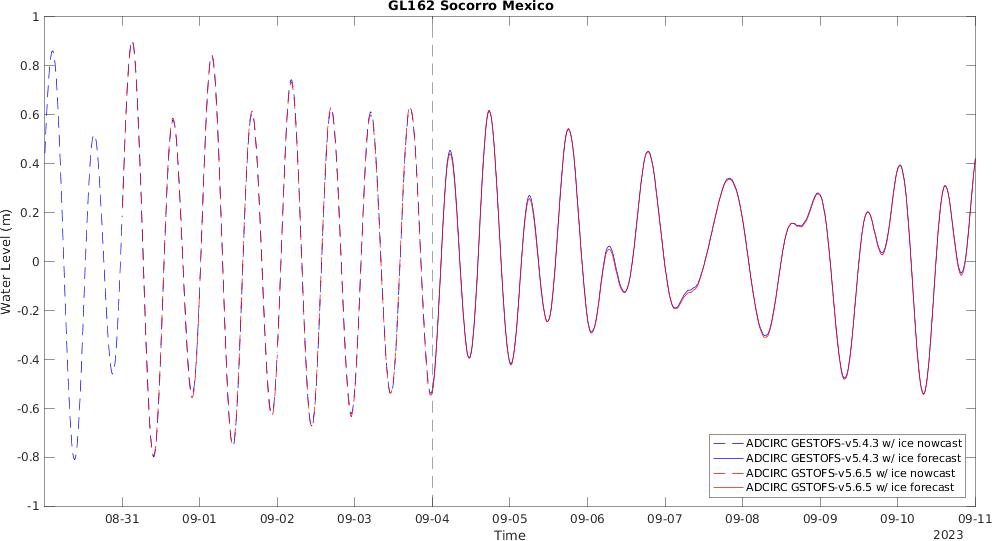 GL162 Socorro Mexico
Water Level (m)
1
0.8
0.6
0.4
0.2
0
-0.2
-0.4
-0.6
-0.8
-1
ADCIRC GESTOFS-v5.4.3 w/ ice nowcast
ADCIRC GESTOFS-v5.4.3 w/ ice forecast
ADCIRC GSTOFS-v5.6.5 w/ ice nowcast
ADCIRC GSTOFS-v5.6.5 w/ ice forecast
08-31 09-01 09-02 09-03 09-04 09-05 09-06 09-07 09-08 09-09 09-10 09-11
Time
2023